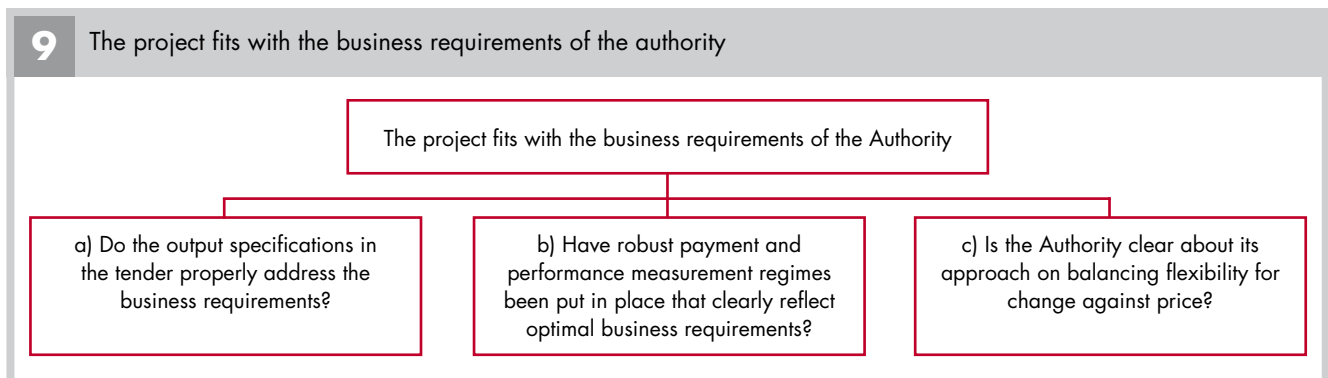 9
The project fits with the business requirements of the authority
The project fits with the business requirements of the Authority
a) Do the output specifications in
the tender properly address the
business requirements?
b) Have robust payment and
performance measurement regimes
been put in place that clearly reflect
optimal business requirements?
c) Is the Authority clear about its
approach on balancing flexibility for
change against price?